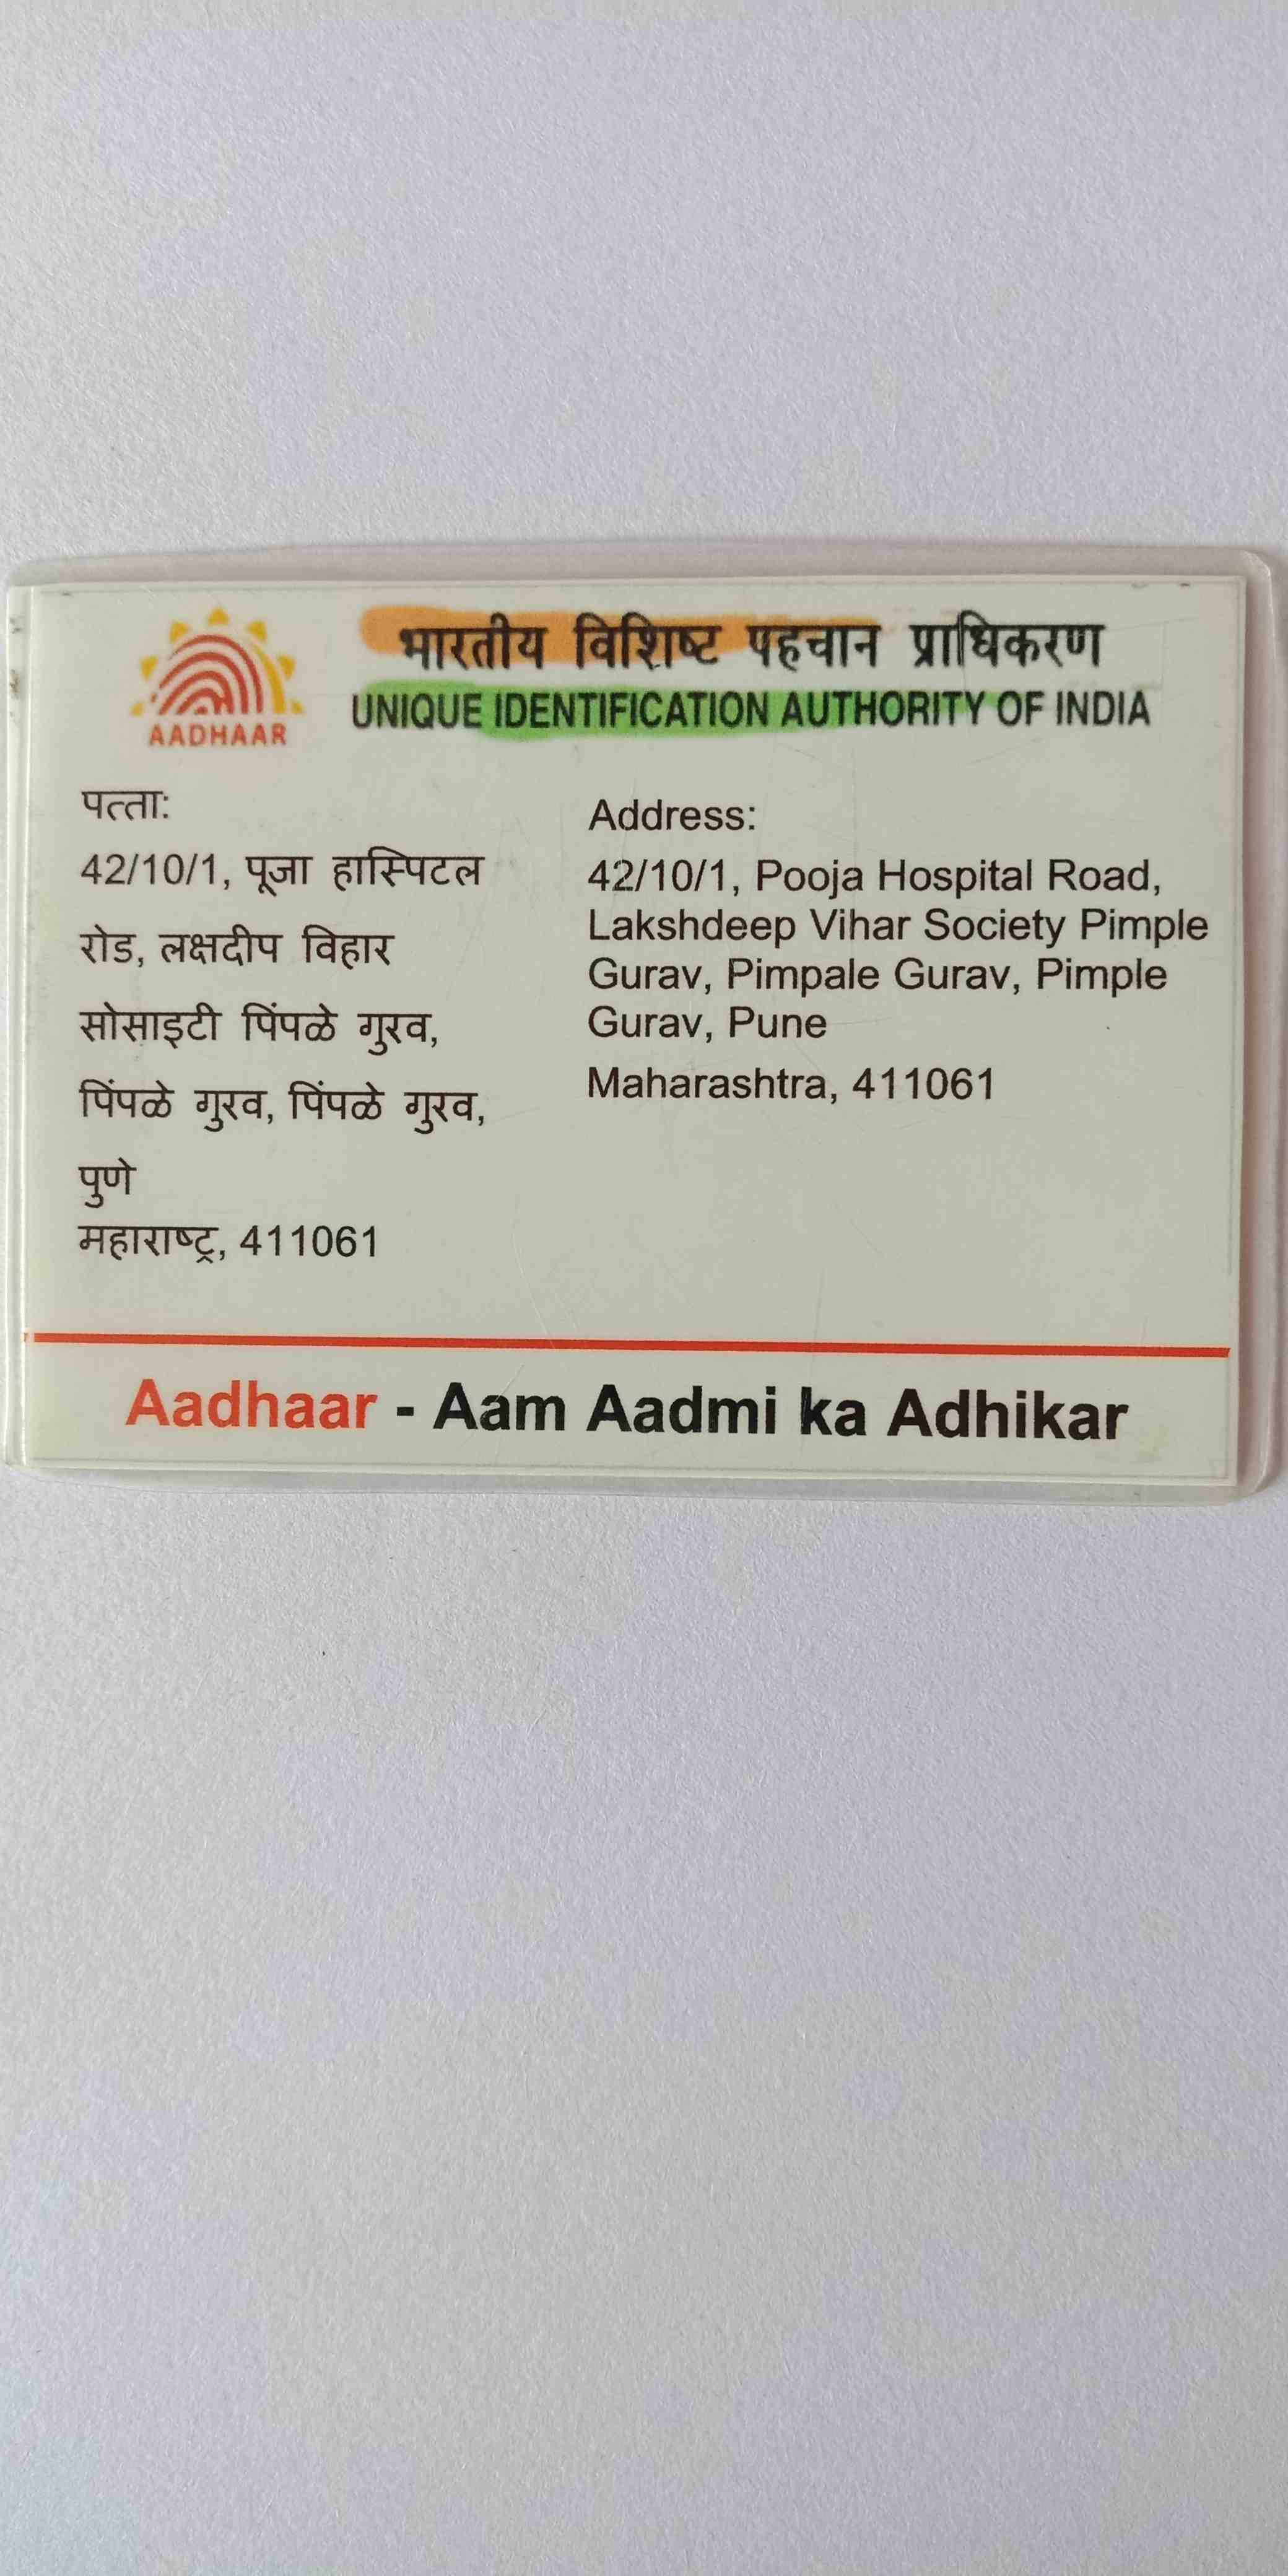 भारतीय विशिष्ट पहचान प्राधिकरण
UNIQUE IDENTIFICATION AUTHORITY OF INDIA
AADHAAR
पत्ता:
42/10/1, पूजा हास्पिटल
रोड, लक्षदीप विहार
सोसाइटी पिंपळे गुरव,
पिंपळे गुरव, पिंपळे गुरव,
पुणे
महाराष्ट्र, 411061
Address:
42/10/1, Pooja Hospital Road,
Lakshdeep Vihar Society Pimple
Gurav, Pimpale Gurav, Pimple
Gurav, Pune
Maharashtra, 411061
Aadhaar - Aam Aadmi ka Adhikar